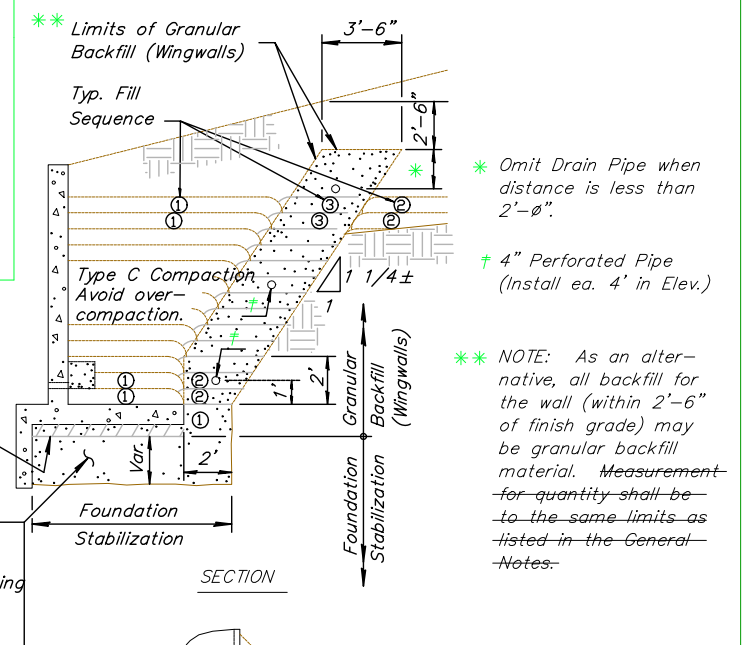 ** Limits of Granular
Backfill (Wingwalls)
3'-6"
Typ. Fill
Sequence
2'-6"
*
* Omit Drain Pipe when
distance is less than
2'-ø".
1
3
2
1
3
2
ǂ 4" Perforated Pipe
(Install ea. 4' in Elev.)
Type C Compaction
Avoid over-
compaction.
1 1/4±
1
ǂ
ǂ
** NOTE: As an alter-
native, all backfill for
the wall (within 2'-6"
of finish grade) may
be granular backfill
material. Measurement
for quantity shall be
to the same limits as
listed in the General
Notes.
1
2
1
2
1
1'
2'
Granular
Backfill
(Wingwalls)
Var.
2'
Foundation
Stabilization
Foundation
Stabilization
ing
SECTION